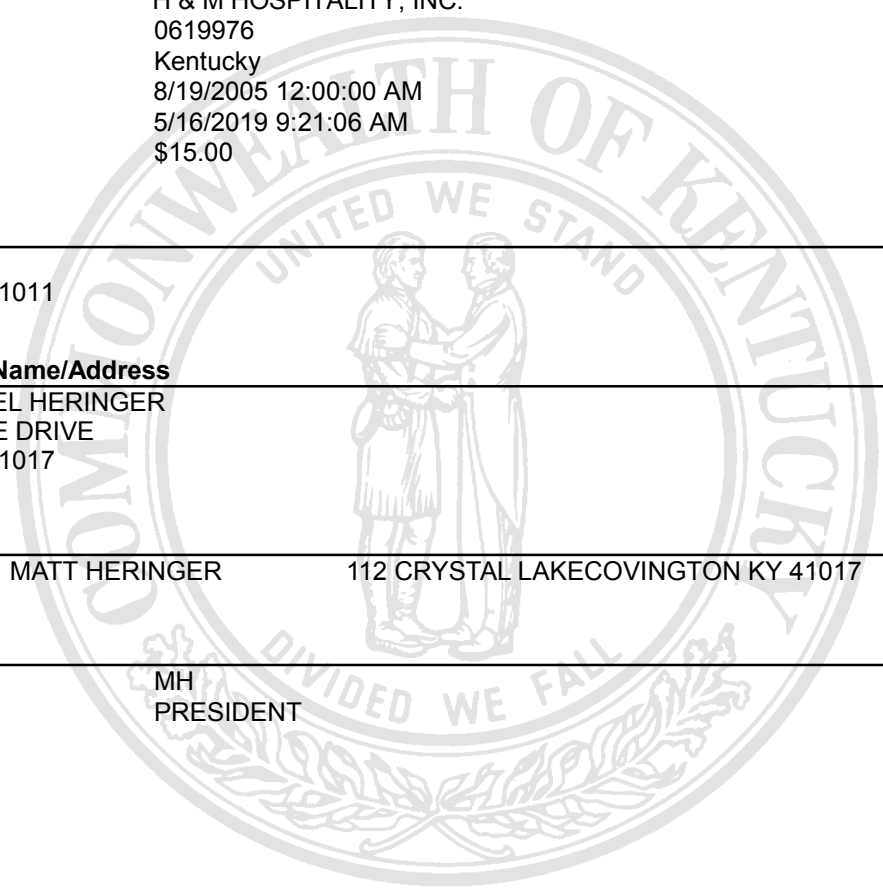 H & M HOSPITALITY, INC.
0619976
Kentucky
8/19/2005 12:00:00 AM
5/16/2019 9:21:06 AM
$15.00
1011
Name/Address
EL HERINGER
E DRIVE
1017
MATT HERINGER 112 CRYSTAL LAKECOVINGTON KY 41017
MH
PRESIDENT
COMMONWEALTH OF KENTUCKY
UNITED WE STAND
DIVIDED WE FALL